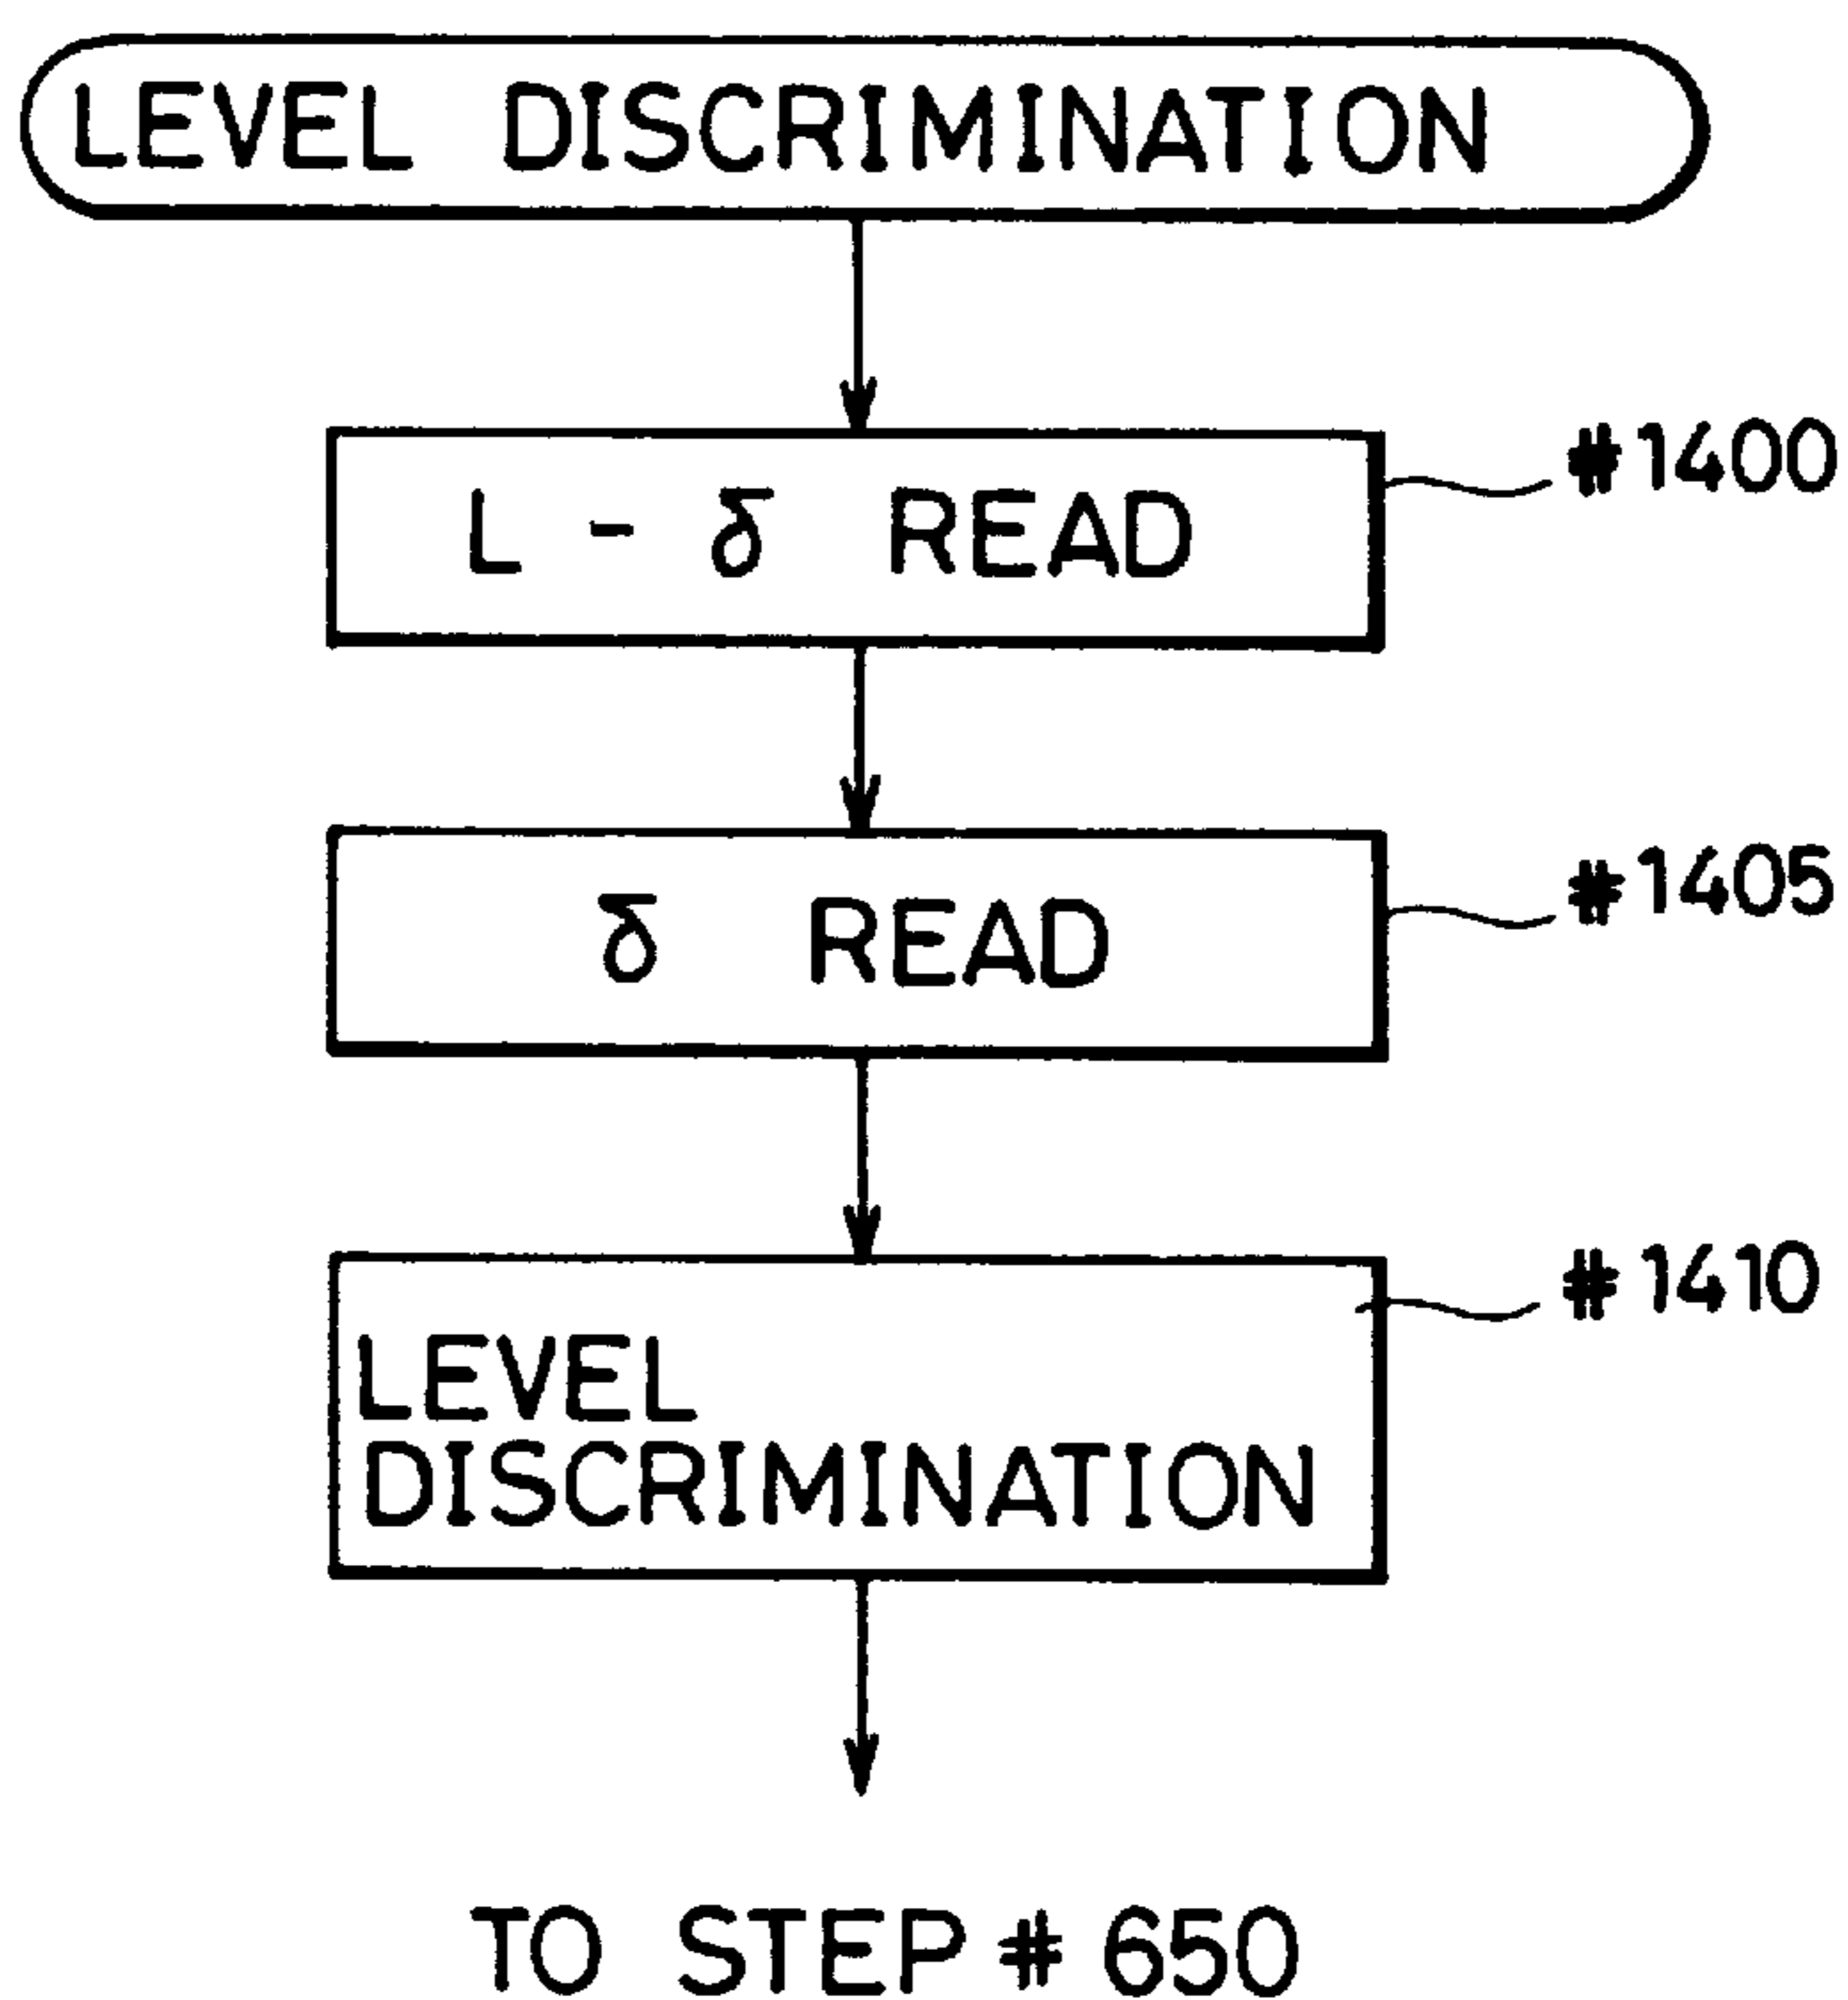 LEVEL DISCRIMINATION
#1400
L - δ READ
#1405
δ READ
#1410
LEVEL
DISCRIMINATION
TO STEP # 650